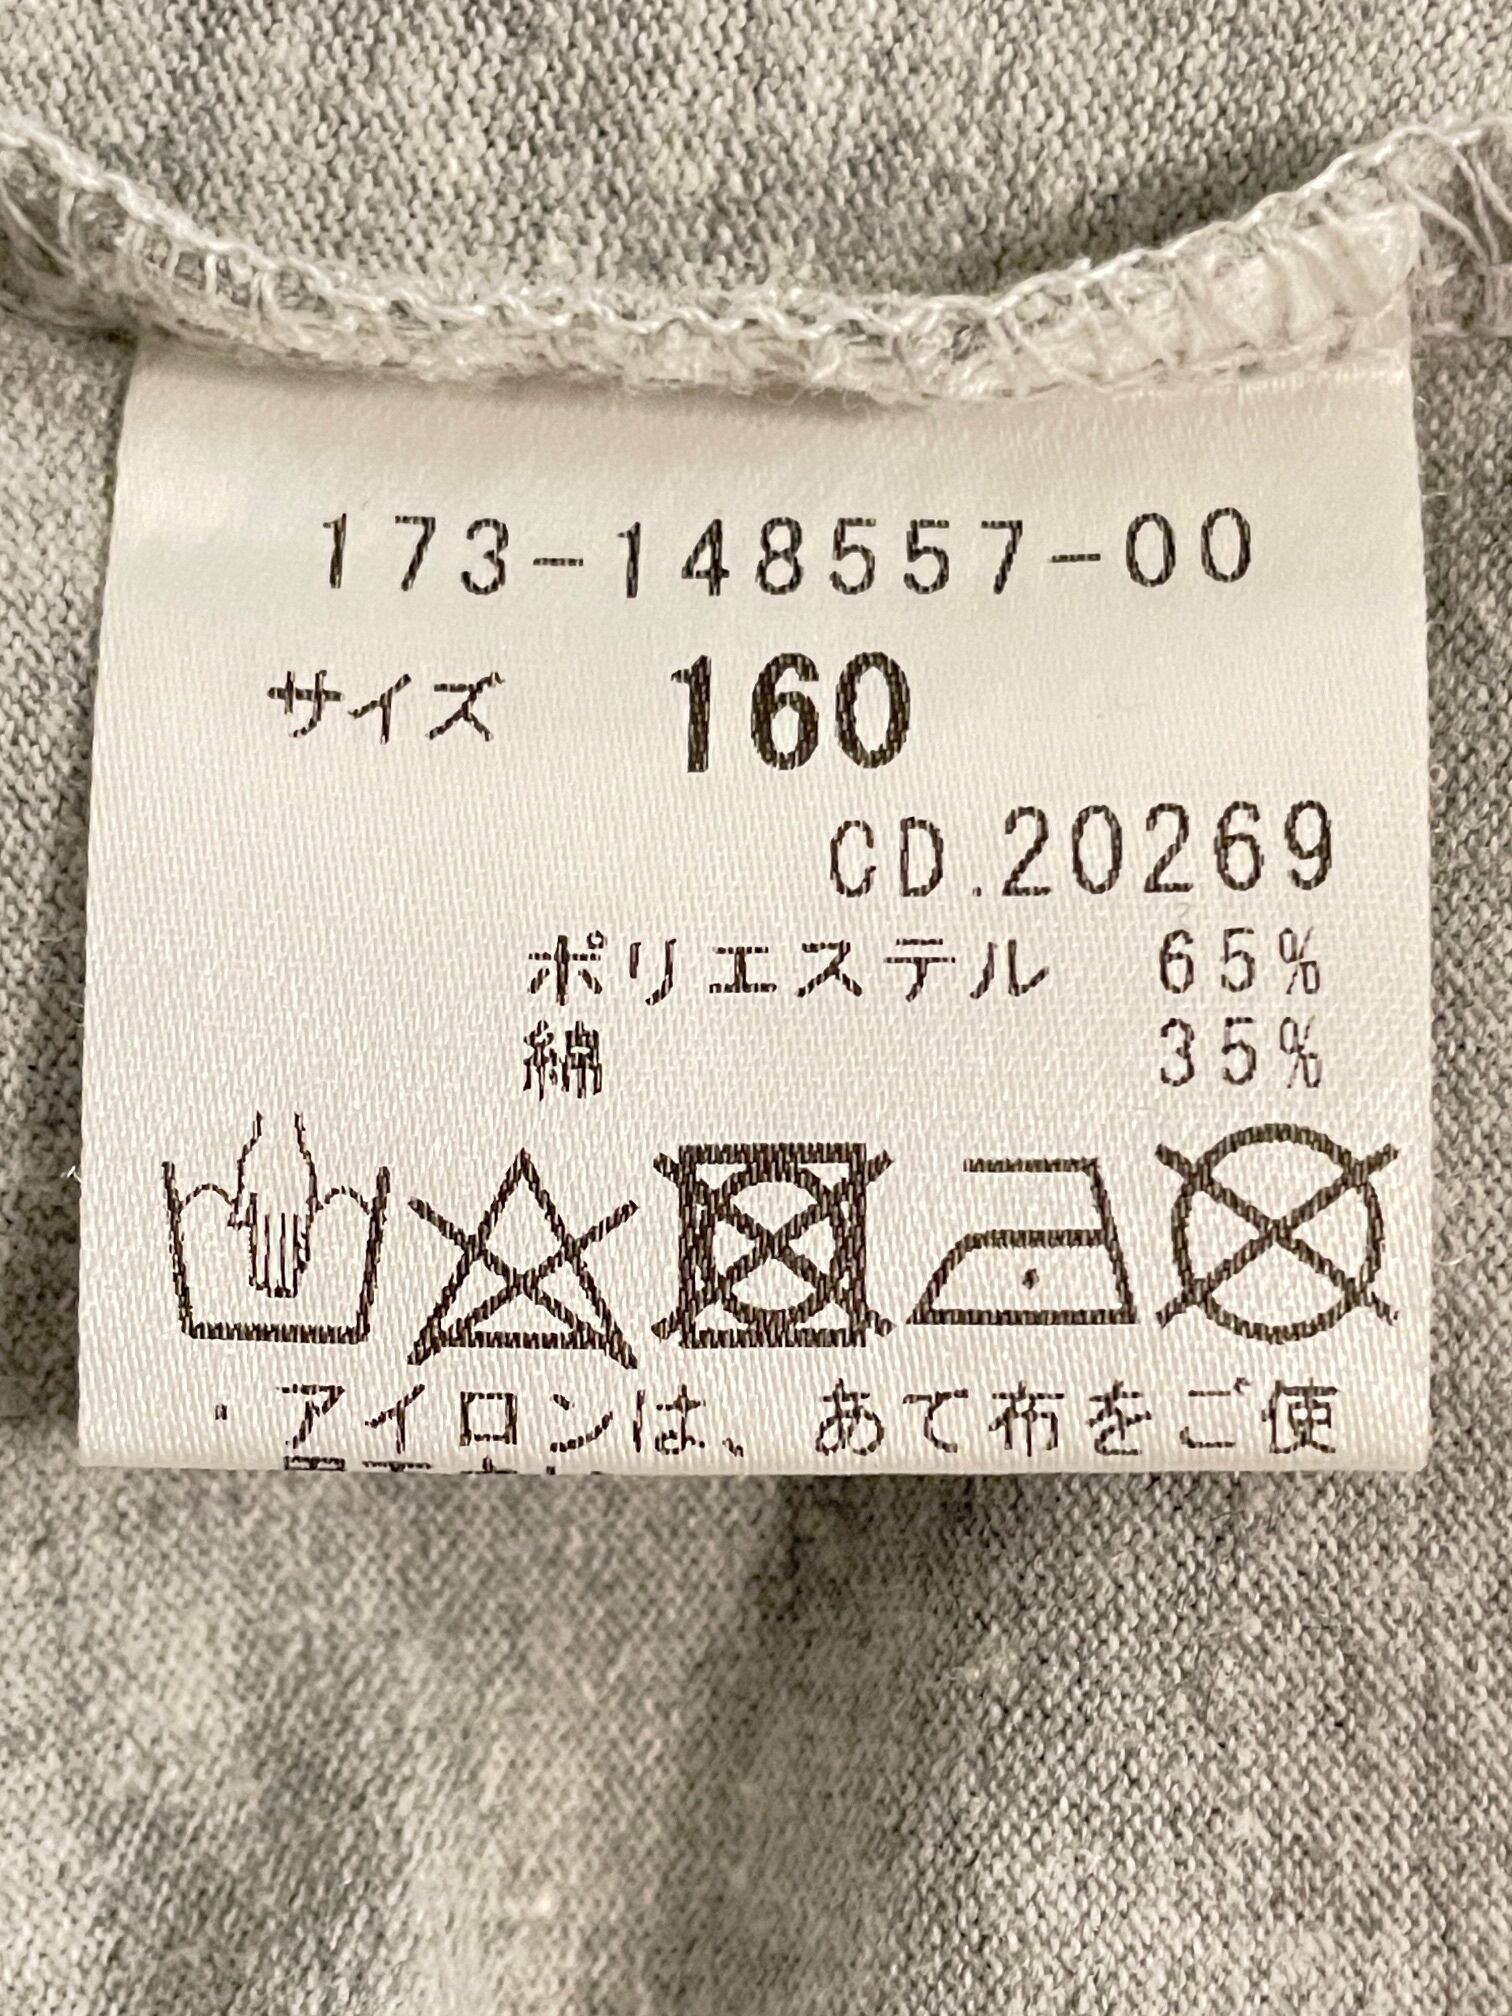 173-148557-00
サイズ 160
CD.20269
ポリエステル 65%
綿 35%
・アイロンは、あて布をご使